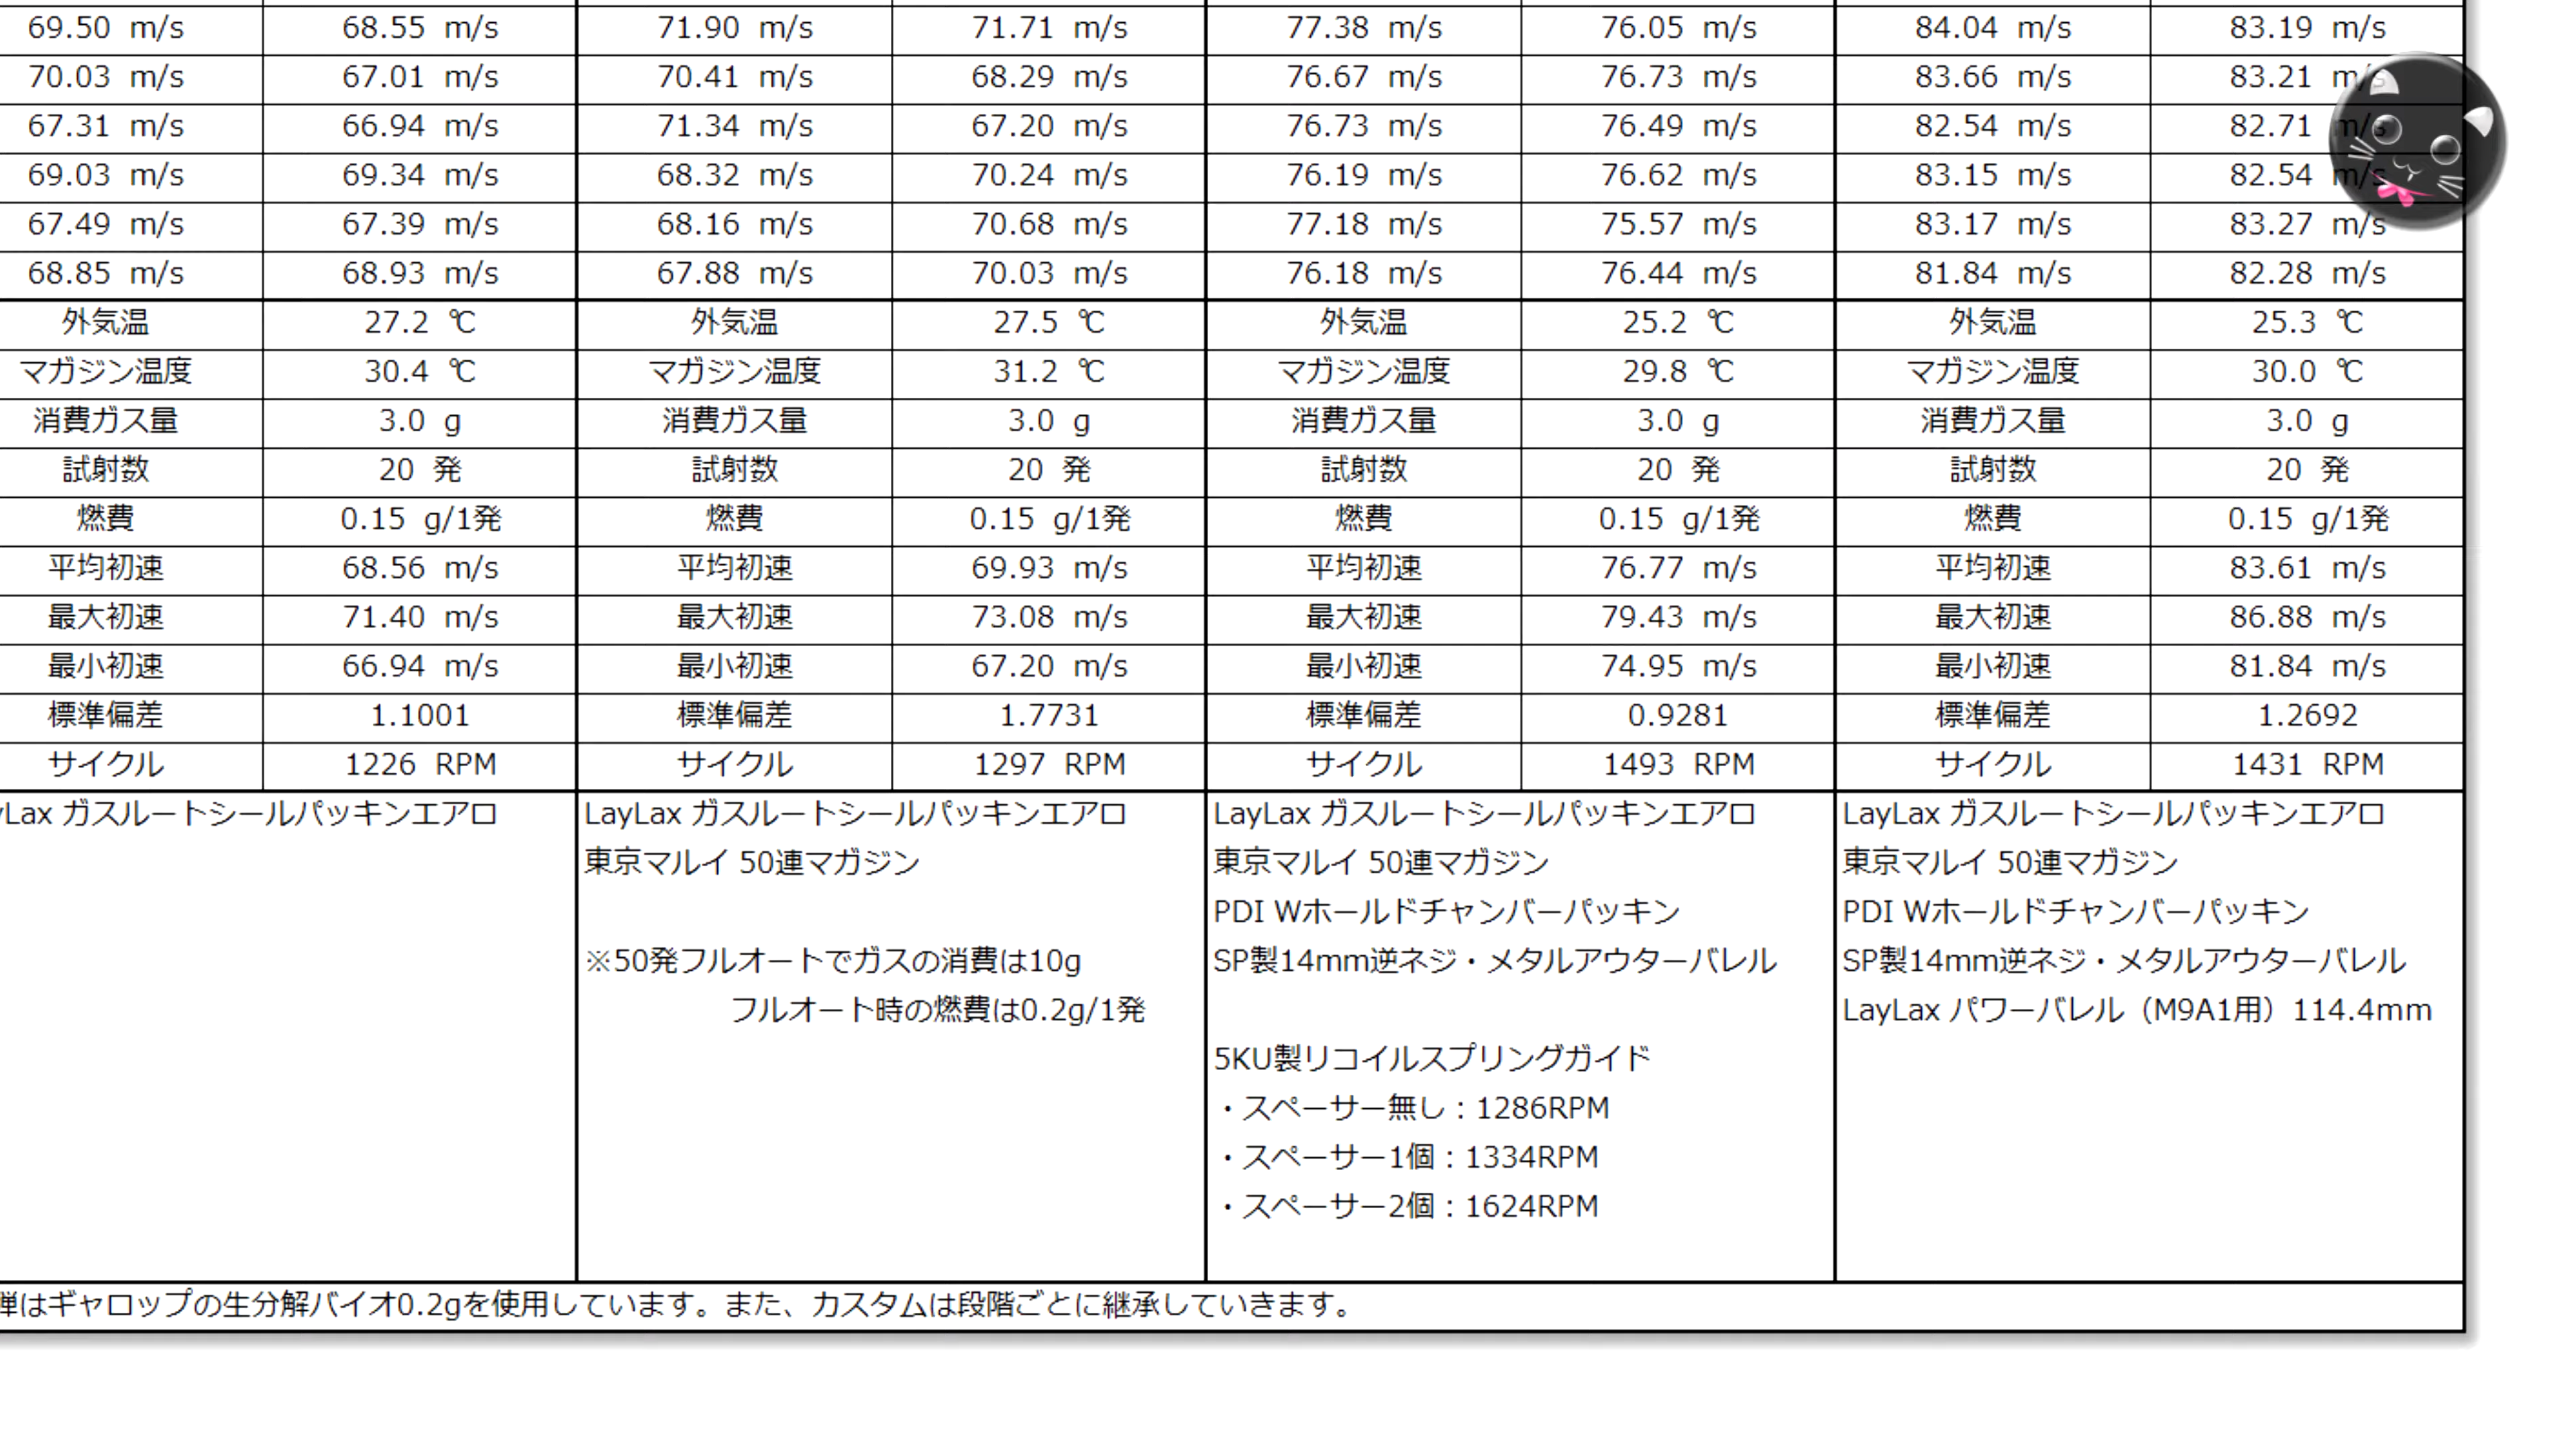 69.50 m/s 68.55 m/s 71.90 m/s 71.71 m/s 77.38 m/s 76.05 m/s 84.04 m/s 83.19 m/s
70.03 m/s 67.01 m/s 70.41 m/s 68.29 m/s 76.67 m/s 76.73 m/s 83.66 m/s 83.21 m/s
67.31 m/s 66.94 m/s 71.34 m/s 67.20 m/s 76.73 m/s 76.49 m/s 82.54 m/s 82.71 m/s
69.03 m/s 69.34 m/s 68.32 m/s 70.24 m/s 76.19 m/s 76.62 m/s 83.15 m/s 82.54 m/s
67.49 m/s 67.39 m/s 68.16 m/s 70.68 m/s 77.18 m/s 75.57 m/s 83.17 m/s 83.27 m/s
68.85 m/s 68.93 m/s 67.88 m/s 70.03 m/s 76.18 m/s 76.44 m/s 81.84 m/s 82.28 m/s
外気温 27.2 ℃ 外気温 27.5 ℃ 外気温 25.2 ℃ 外気温 25.3 ℃
マガジン温度 30.4 ℃ マガジン温度 31.2 ℃ マガジン温度 29.8 ℃ マガジン温度 30.0 ℃
消費ガス量 3.0 g 消費ガス量 3.0 g 消費ガス量 3.0 g 消費ガス量 3.0 g
試射数 20 発 試射数 20 発 試射数 20 発 試射数 20 発
燃費 0.15 g/1発 燃費 0.15 g/1発 燃費 0.15 g/1発 燃費 0.15 g/1発
平均初速 68.56 m/s 平均初速 69.93 m/s 平均初速 76.77 m/s 平均初速 83.61 m/s
最大初速 71.40 m/s 最大初速 73.08 m/s 最大初速 79.43 m/s 最大初速 86.88 m/s
最小初速 66.94 m/s 最小初速 67.20 m/s 最小初速 74.95 m/s 最小初速 81.84 m/s
標準偏差 1.1001 標準偏差 1.7731 標準偏差 0.9281 標準偏差 1.2692
サイクル 1226 RPM サイクル 1297 RPM サイクル 1493 RPM サイクル 1431 RPM
yLax ガスルートシールパッキンエアロ
LayLax ガスルートシールパッキンエアロ
東京マルイ 50連マガジン
※50発フルオートでガスの消費は10g
フルオート時の燃費は0.2g/1発
LayLax ガスルートシールパッキンエアロ
東京マルイ 50連マガジン
PDI Wホールドチャンバーパッキン
SP製14mm逆ネジ・メタルアウターバレル
5KU製リコイルスプリングガイド
・スペーサー無し：1286RPM
・スペーサー1個：1334RPM
・スペーサー2個：1624RPM
LayLax ガスルートシールパッキンエアロ
東京マルイ 50連マガジン
PDI Wホールドチャンバーパッキン
SP製14mm逆ネジ・メタルアウターバレル
LayLax パワーバレル（M9A1用）114.4mm
弾はギャロップの生分解バイオ0.2gを使用しています。また、カスタムは段階ごとに継承していきます。